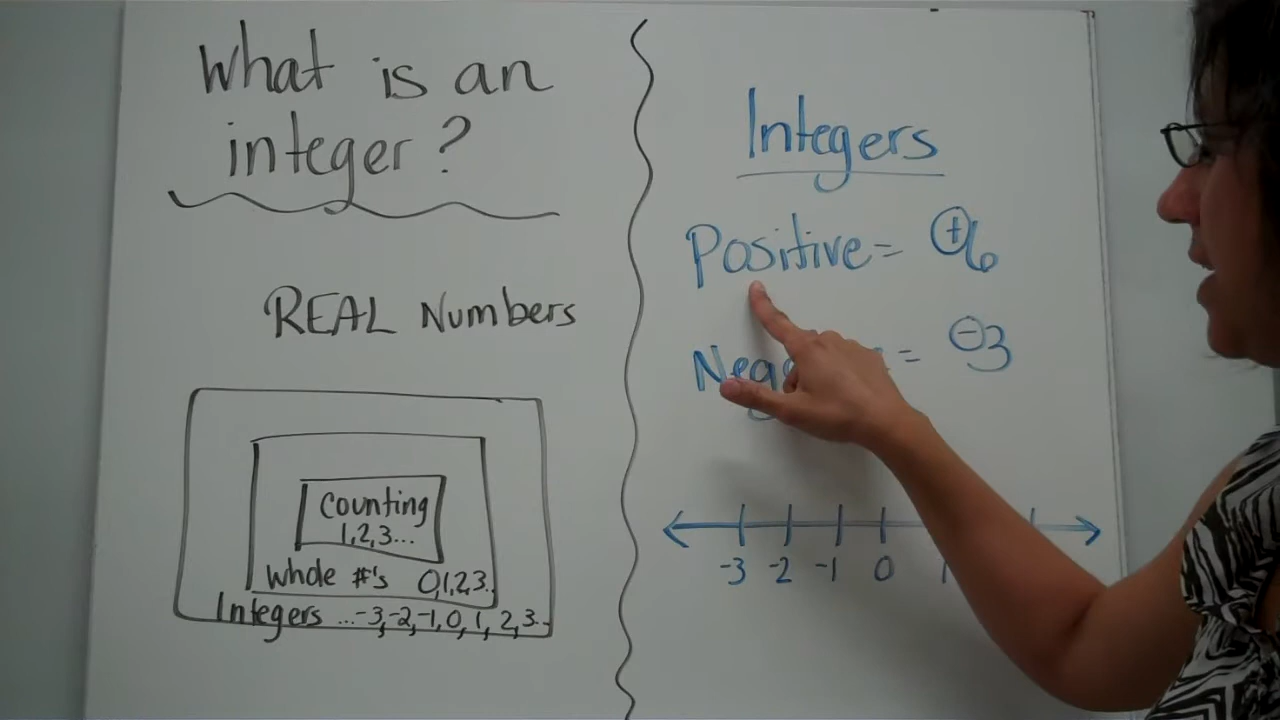 What is an
integer?
REAL Numbers
Counting
1,2,3...
Whole #'s 0,1,2,3..
Integers ...-3,-2,-1,0,1,2,3..
Integers
Positive = +6
= -3
-3 -2 -1 0